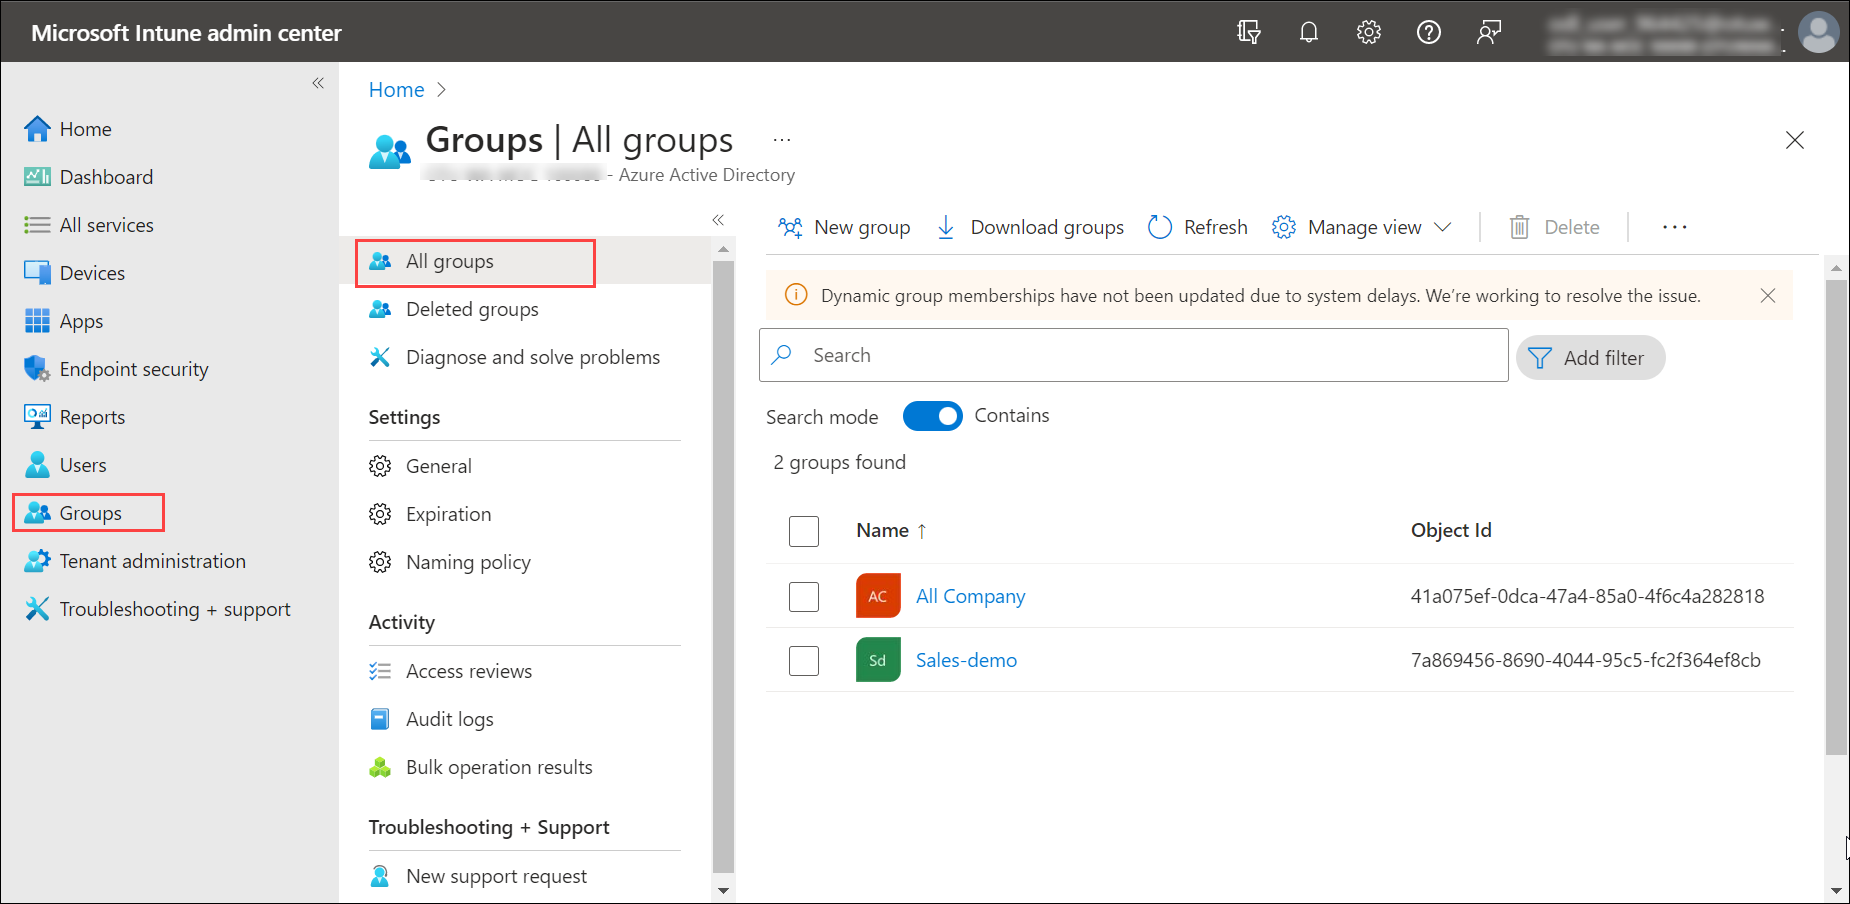 Microsoft Intune admin center
Home
Dashboard
All services
Devices
Apps
Endpoint security
Reports
Users
Groups
Tenant administration
Troubleshooting + support
Home
Groups | All groups
- Azure Active Directory
All groups
Deleted groups
Diagnose and solve problems
Settings
General
Expiration
Naming policy
Activity
Access reviews
Audit logs
Bulk operation results
Troubleshooting + Support
New support request
New group Download groups Refresh Manage view Delete
Dynamic group memberships have not been updated due to system delays. We’re working to resolve the issue.
Search Add filter
Search mode Contains
2 groups found
Name ↑ Object Id
AC All Company 41a075ef-0dca-47a4-85a0-4f6c4a282818
Sd Sales-demo 7a869456-8690-4044-95c5-fc2f364ef8cb